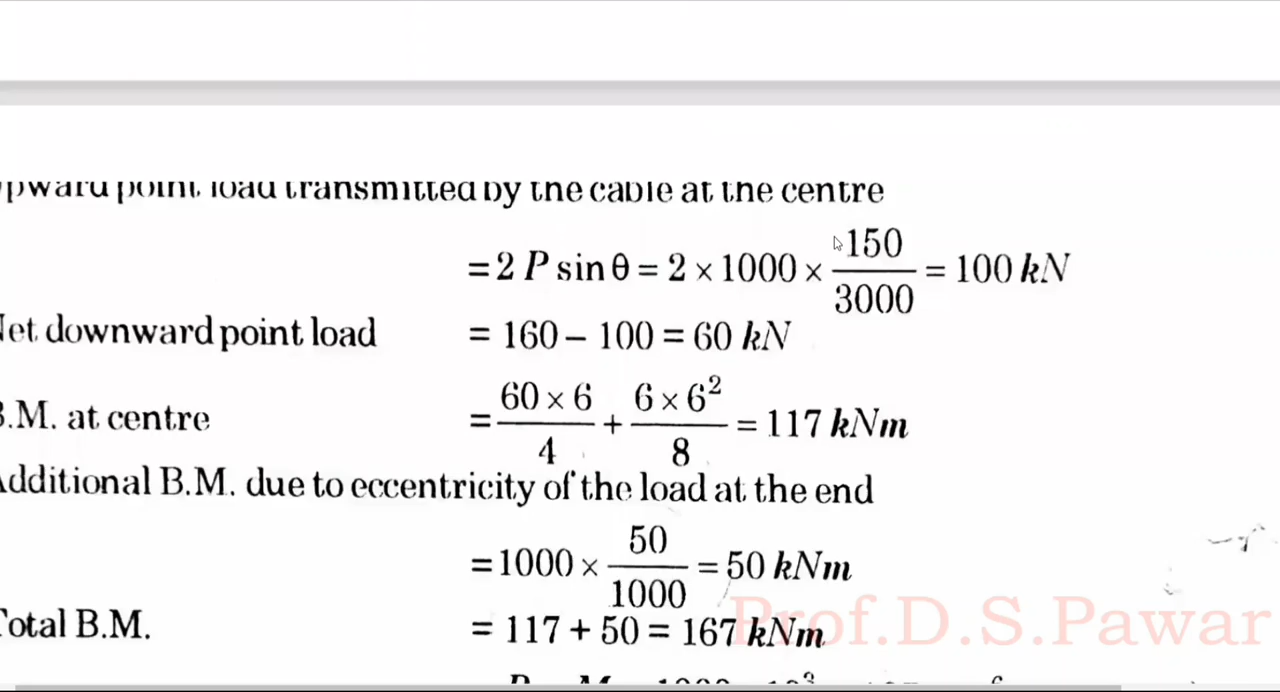 pward point load transmitted by the cable at the centre
= 2 P sin θ = 2 × 1000 × 150/3000 = 100 kN
et downward point load = 160 – 100 = 60 kN
.M. at centre = 60 × 6/4 + 6 × 6²/8 = 117 kNm
dditional B.M. due to eccentricity of the load at the end
= 1000 × 50/1000 = 50 kNm
otal B.M. = 117 + 50 = 167 kNm
Prof.D.S.Pawar